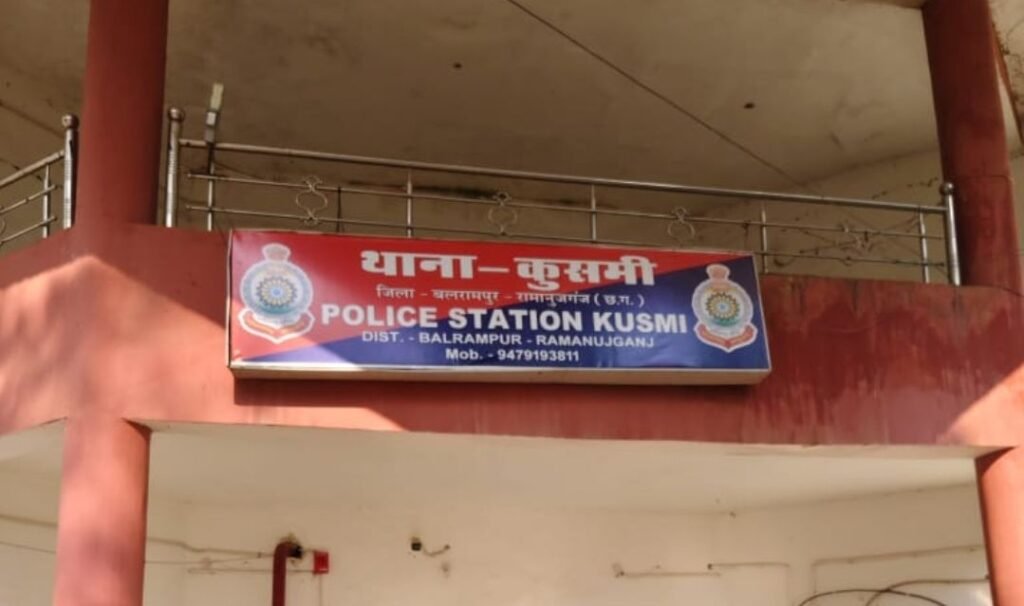 थाना – कुसमी
जिला - बलरामपुर - रामानुजगंज ( छ.ग. )
POLICE STATION KUSMI
DIST. - BALRAMPUR - RAMANUJGANJ
Mob. - 9479193811